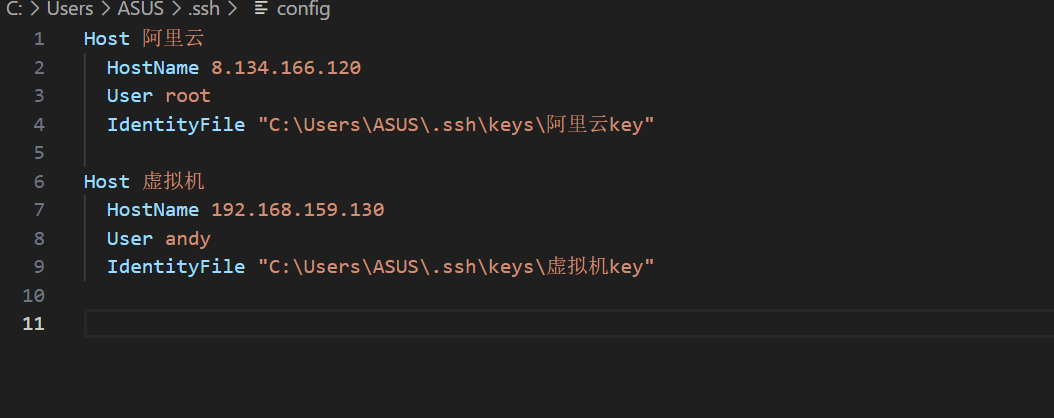 C: > Users > ASUS > .ssh > config
1 Host 阿里云
2 HostName 8.134.166.120
3 User root
4 IdentityFile "C:\Users\ASUS\.ssh\keys\阿里云key"
5
6 Host 虚拟机
7 HostName 192.168.159.130
8 User andy
9 IdentityFile "C:\Users\ASUS\.ssh\keys\虚拟机key"
10
11